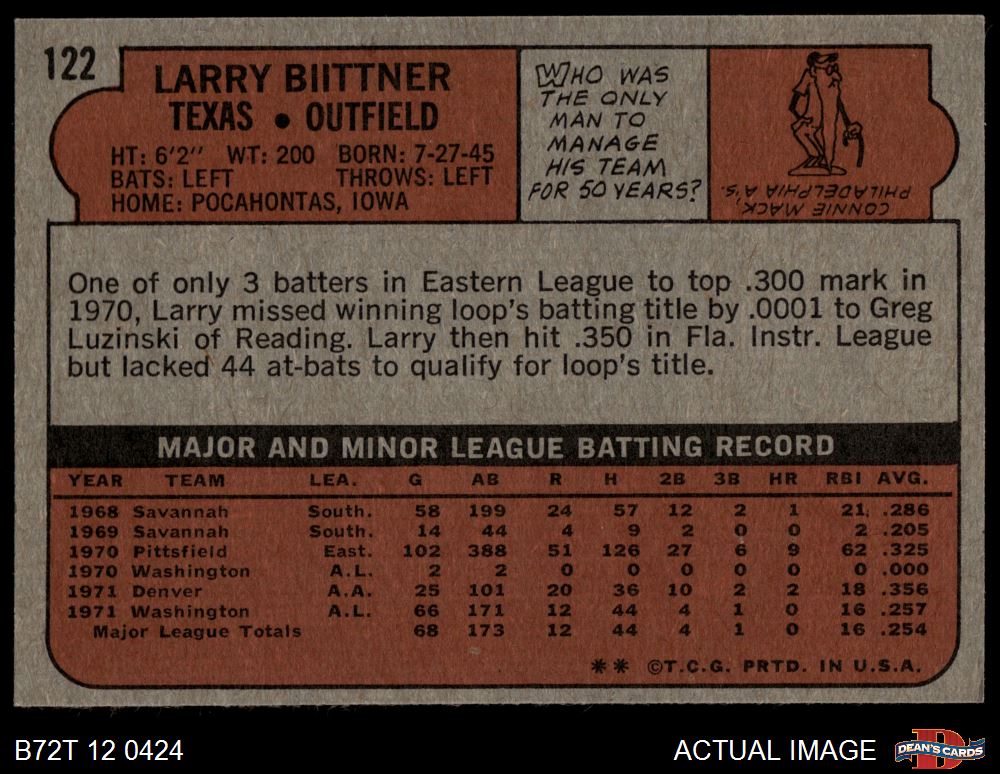 122
LARRY BIITTNER
TEXAS • OUTFIELD
HT: 6'2" WT: 200 BORN: 7-27-45
BATS: LEFT THROWS: LEFT
HOME: POCAHONTAS, IOWA
WHO WAS
THE ONLY
MAN TO
MANAGE
HIS TEAM
FOR 50 YEARS?
CONNIE MACK,
PHILADELPHIA A'S.
One of only 3 batters in Eastern League to top .300 mark in
1970, Larry missed winning loop's batting title by .0001 to Greg
Luzinski of Reading. Larry then hit .350 in Fla. Instr. League
but lacked 44 at-bats to qualify for loop's title.
MAJOR AND MINOR LEAGUE BATTING RECORD
YEAR TEAM LEA. G AB R H 2B 3B HR RBI AVG.
1968 Savannah South. 58 199 24 57 12 2 1 21 .286
1969 Savannah South. 14 44 4 9 2 0 0 2 .205
1970 Pittsfield East. 102 388 51 126 27 6 9 62 .325
1970 Washington A.L. 2 2 0 0 0 0 0 0 .000
1971 Denver A.A. 25 101 20 36 10 2 2 18 .356
1971 Washington A.L. 66 171 12 44 4 1 0 16 .257
Major League Totals 68 173 12 44 4 1 0 16 .254
** ©T.C.G. PRTD. IN U.S.A.
B72T 12 0424
ACTUAL IMAGE
D
DEAN'S CARDS